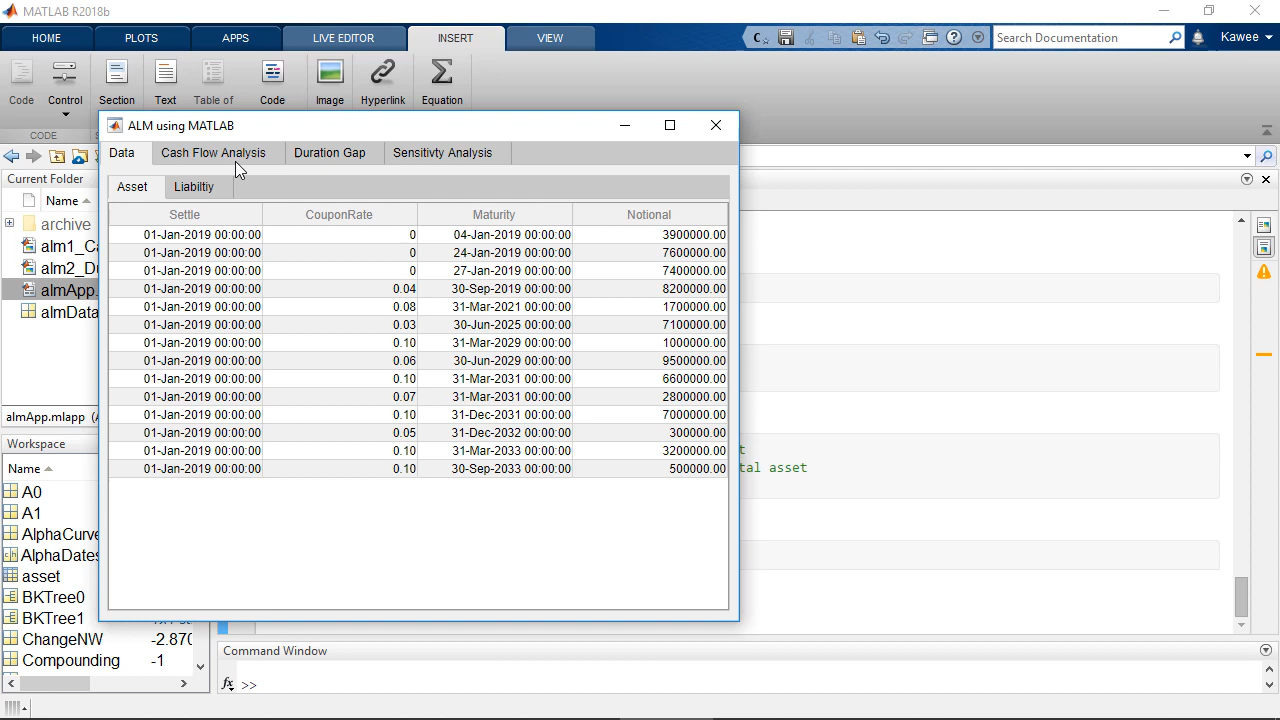 MATLAB R2018b
HOME PLOTS APPS LIVE EDITOR INSERT VIEW
Search Documentation
Kawee
Code Control Section Text Table of Code Image Hyperlink Equation
CODE
ALM using MATLAB
Data Cash Flow Analysis Duration Gap Sensitivty Analysis
Asset Liabiltiy
Settle CouponRate Maturity Notional
01-Jan-2019 00:00:00 0 04-Jan-2019 00:00:00 3900000.00
01-Jan-2019 00:00:00 0 24-Jan-2019 00:00:00 7600000.00
01-Jan-2019 00:00:00 0 27-Jan-2019 00:00:00 7400000.00
01-Jan-2019 00:00:00 0.04 30-Sep-2019 00:00:00 8200000.00
01-Jan-2019 00:00:00 0.08 31-Mar-2021 00:00:00 1700000.00
01-Jan-2019 00:00:00 0.03 30-Jun-2025 00:00:00 7100000.00
01-Jan-2019 00:00:00 0.10 31-Mar-2029 00:00:00 1000000.00
01-Jan-2019 00:00:00 0.06 30-Jun-2029 00:00:00 9500000.00
01-Jan-2019 00:00:00 0.10 31-Mar-2031 00:00:00 6600000.00
01-Jan-2019 00:00:00 0.07 31-Mar-2031 00:00:00 2800000.00
01-Jan-2019 00:00:00 0.10 31-Dec-2031 00:00:00 7000000.00
01-Jan-2019 00:00:00 0.05 31-Dec-2032 00:00:00 300000.00
01-Jan-2019 00:00:00 0.10 31-Mar-2033 00:00:00 3200000.00
01-Jan-2019 00:00:00 0.10 30-Sep-2033 00:00:00 500000.00
Current Folder
Name
archive
alm1_Ca
alm2_D
almApp.
almData
almApp.mlapp (
Workspace
Name
A0
A1
AlphaCurve
AlphaDates
asset
BKTree0
BKTree1
ChangeNW -2.870
Compounding -1
tal asset
Command Window
fx >>